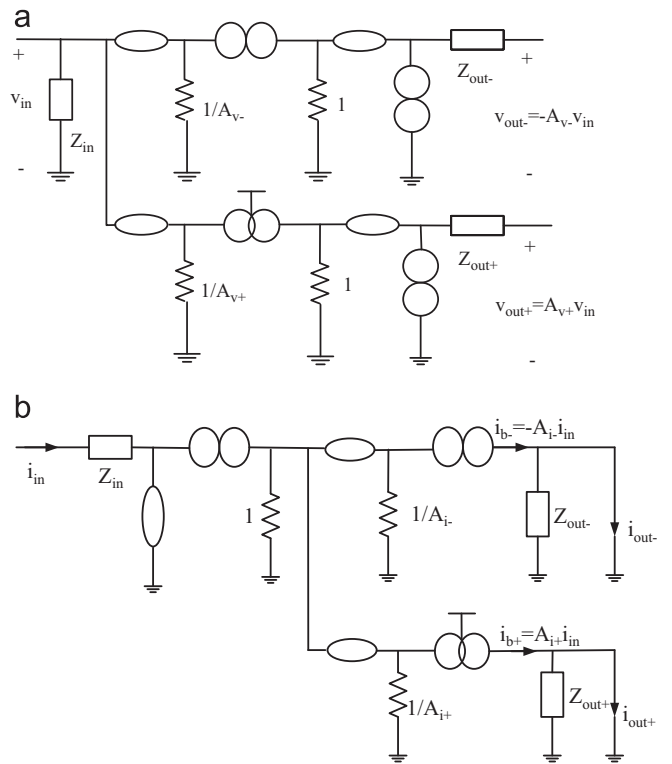 a
+
v_in
-
Z_in
1/A_v-
1
Z_out-
+
v_out-=-A_v-v_in
-
1/A_v+
1
Z_out+
+
v_out+=A_v+v_in
-
b
i_in
Z_in
1
1/A_i-
i_b-=-A_i-i_in
Z_out-
i_out-
1/A_i+
i_b+=A_i+i_in
Z_out+
i_out+